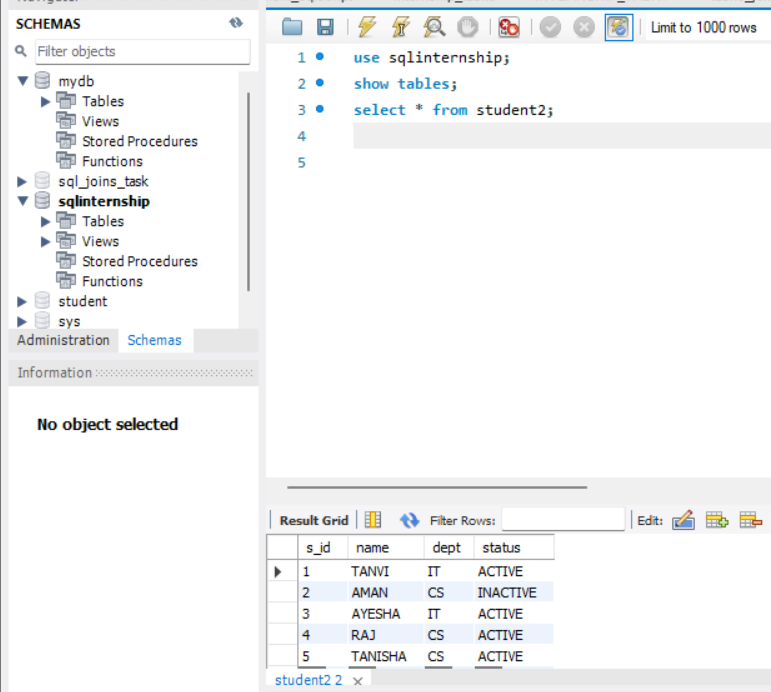 SCHEMAS
Filter objects
mydb
Tables
Views
Stored Procedures
Functions
sql_joins_task
sqlinternship
Tables
Views
Stored Procedures
Functions
student
sys
Administration Schemas
Information
No object selected
Limit to 1000 rows
1 use sqlinternship;
2 show tables;
3 select * from student2;
4
5
Result Grid Filter Rows: Edit:
s_id name dept status
1 TANVI IT ACTIVE
2 AMAN CS INACTIVE
3 AYESHA IT ACTIVE
4 RAJ CS ACTIVE
5 TANISHA CS ACTIVE
student2 2